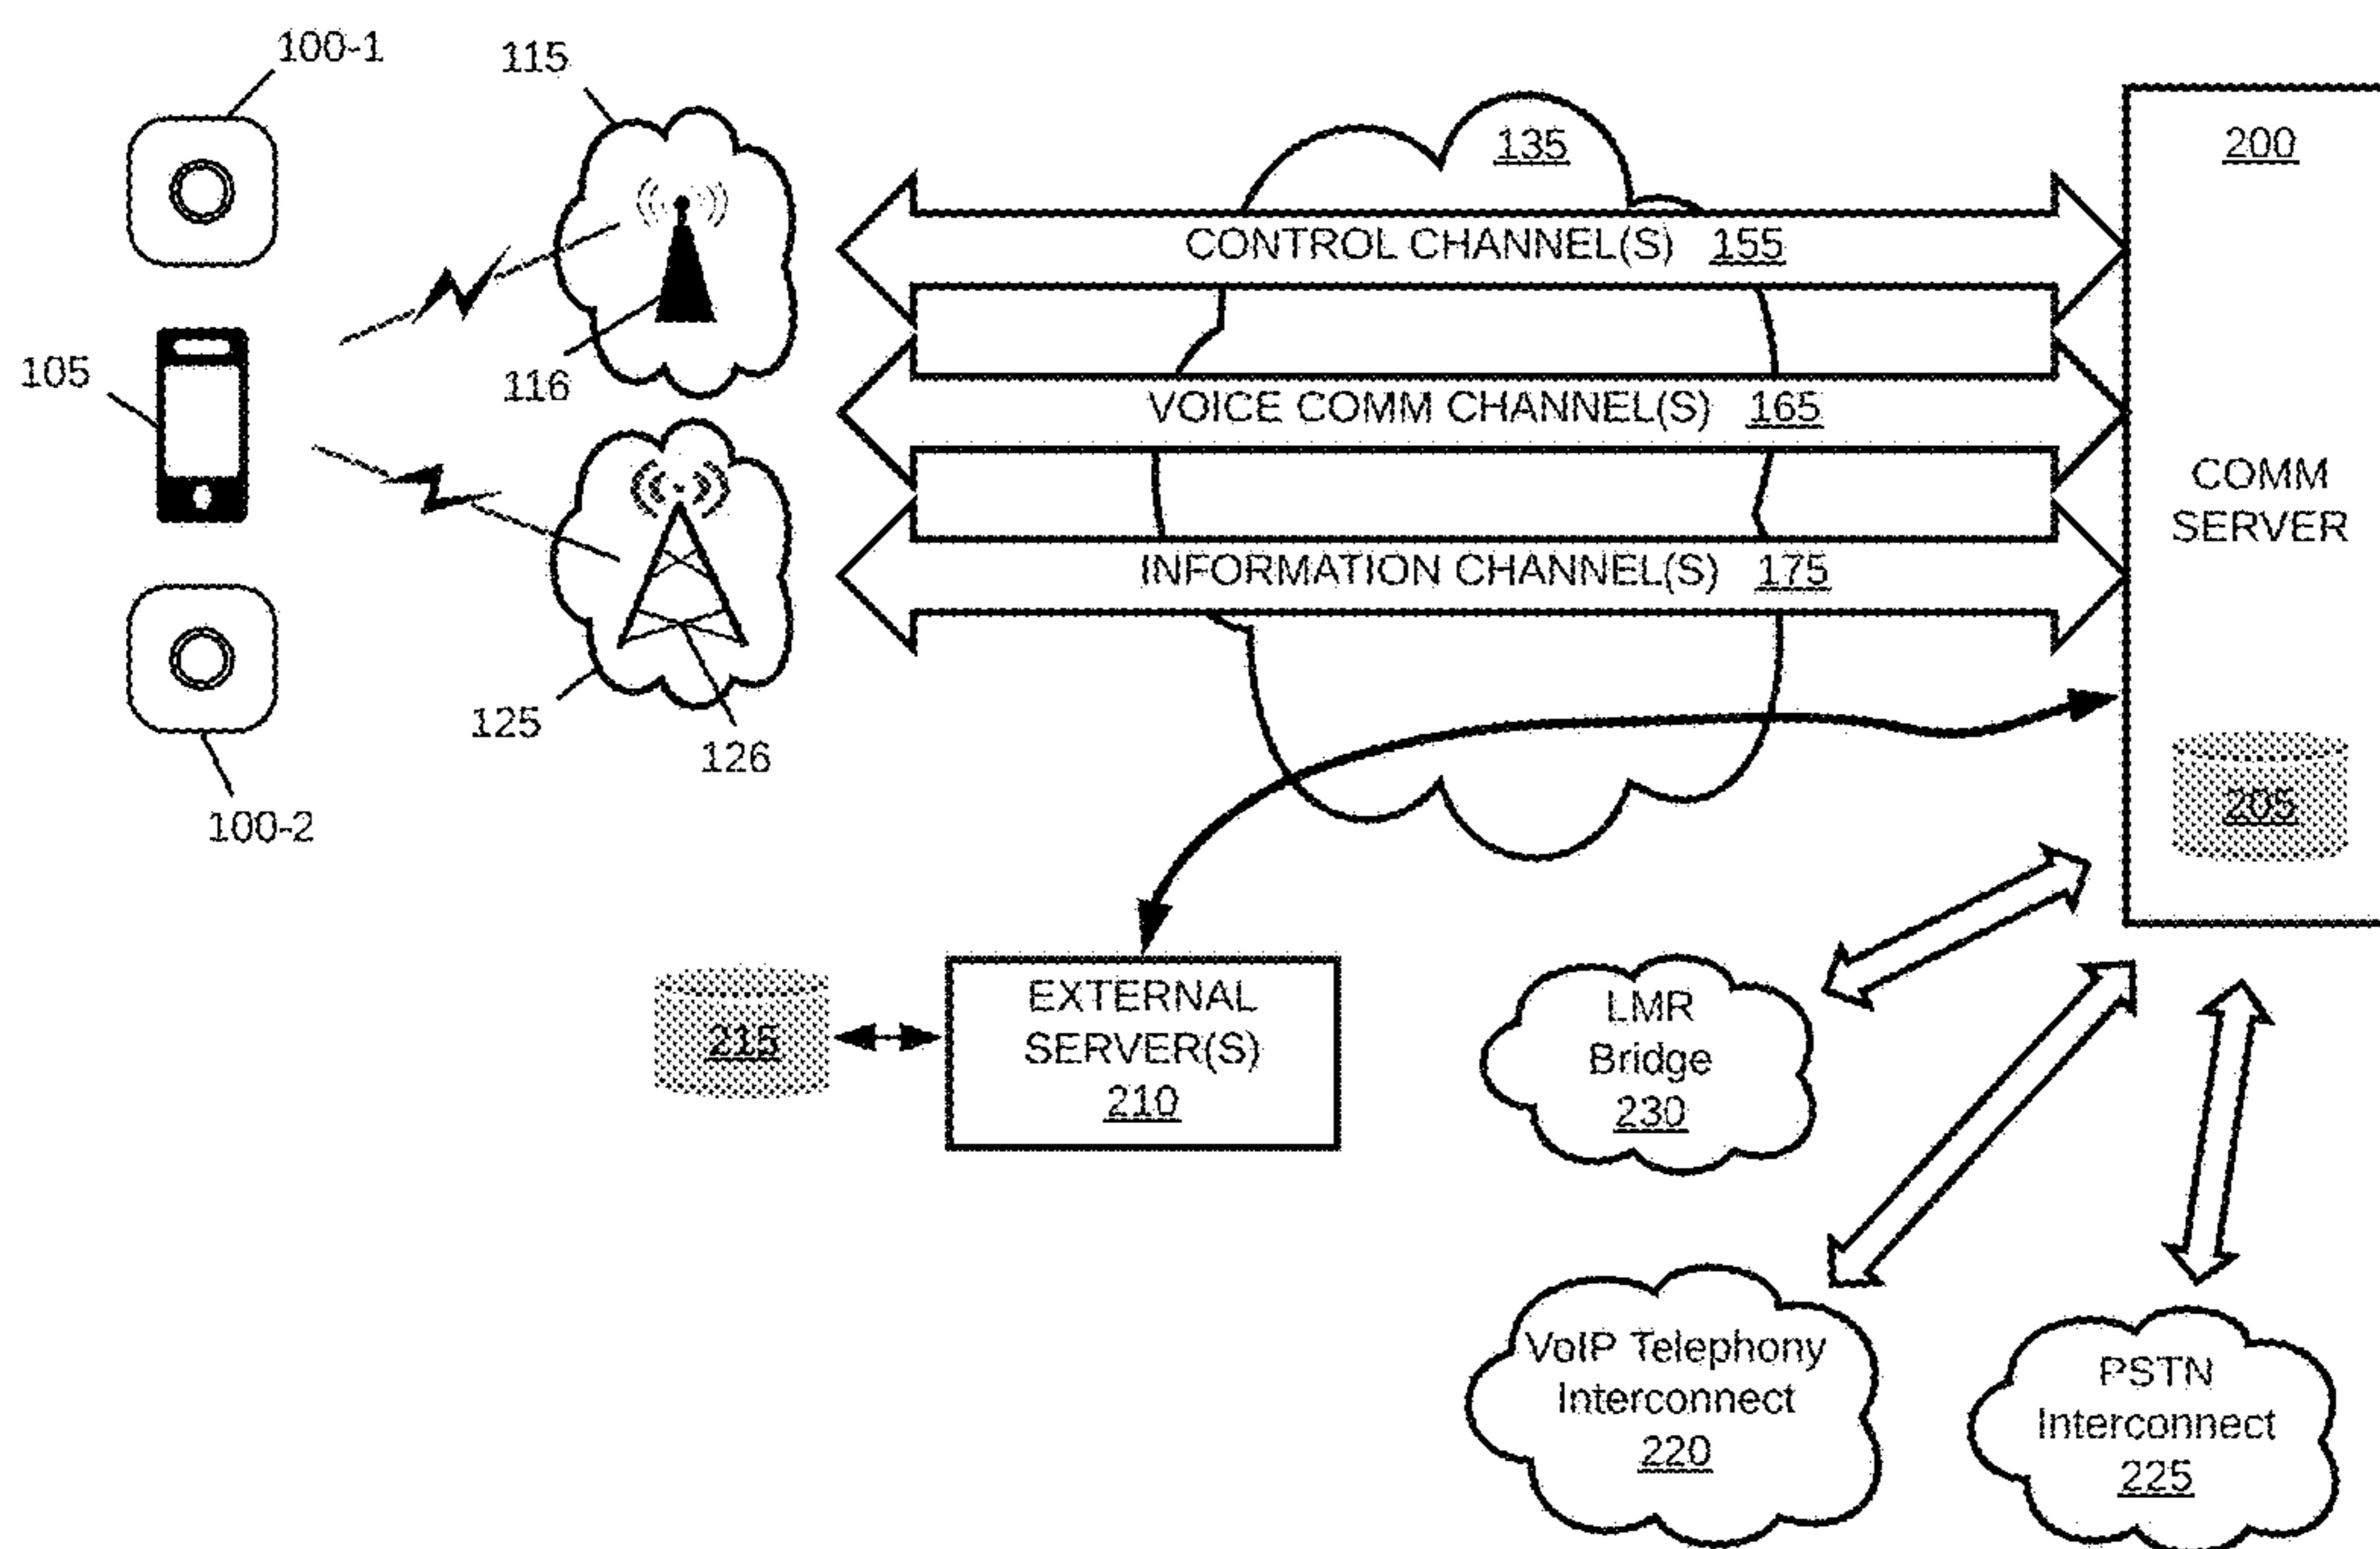 100-1
115
135
200
CONTROL CHANNEL(S) 155
105
116
VOICE COMM CHANNEL(S) 165
COMM
SERVER
INFORMATION CHANNEL(S) 175
125
126
100-2
205
EXTERNAL
SERVER(S)
210
215
LMR
Bridge
230
VoIP Telephony
Interconnect
220
PSTN
Interconnect
225